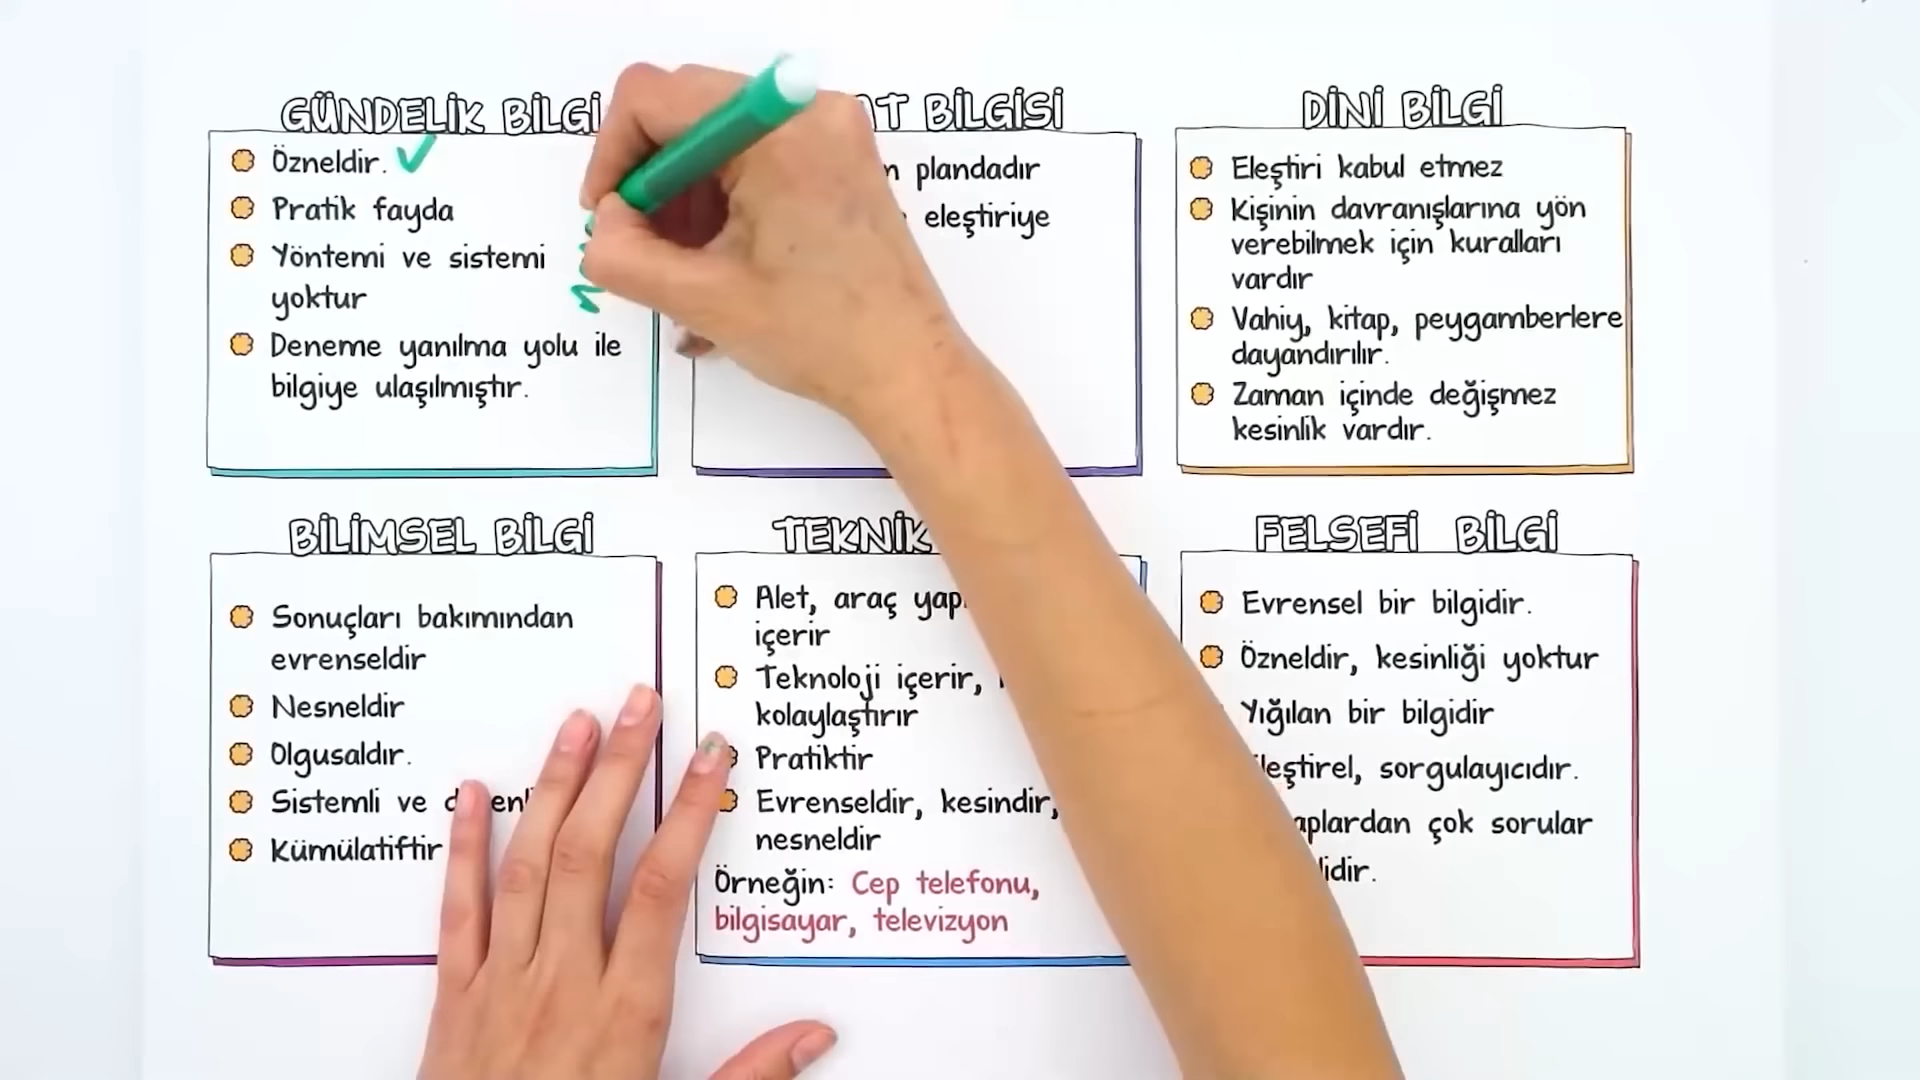 GÜNDELİK BİLGİ
Özneldir.
Pratik fayda
Yöntemi ve sistemi
yoktur
Deneme yanılma yolu ile
bilgiye ulaşılmıştır.
BİLGİSİ
plandadır
eleştiriye
DİNİ BİLGİ
Eleştiri kabul etmez
Kişinin davranışlarına yön
verebilmek için kuralları
vardır
Vahiy, kitap, peygamberlere
dayandırılır.
Zaman içinde değişmez
kesinlik vardır.
BİLİMSEL BİLGİ
Sonuçları bakımından
evrenseldir
Nesneldir
Olgusaldır.
Sistemli ve
Kümülatiftir
TEKNİK
Alet, araç
içerir
Teknoloji içerir,
kolaylaştırır
Pratiktir
Evrenseldir, kesindir,
nesneldir
Örneğin: Cep telefonu,
bilgisayar, televizyon
FELSEFİ BİLGİ
Evrensel bir bilgidir.
Özneldir, kesinliği yoktur
Yığılan bir bilgidir
sorgulayıcıdır.
çok sorular